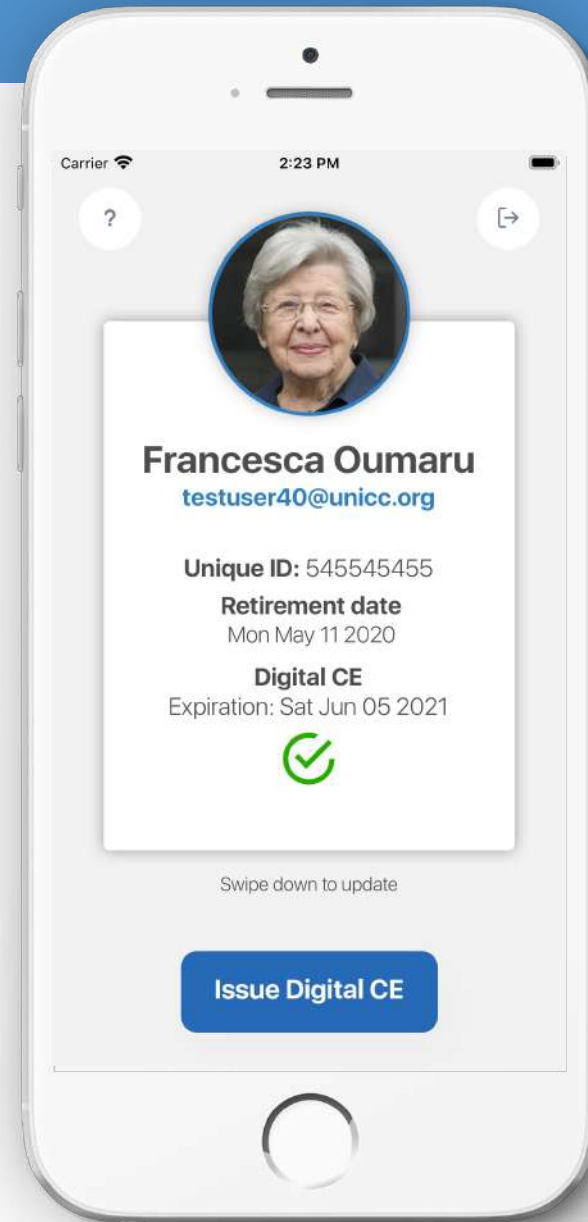 Carrier 2:23 PM
?
Francesca Oumaru
testuser40@unicc.org
Unique ID: 545545455
Retirement date
Mon May 11 2020
Digital CE
Expiration: Sat Jun 05 2021
Swipe down to update
Issue Digital CE